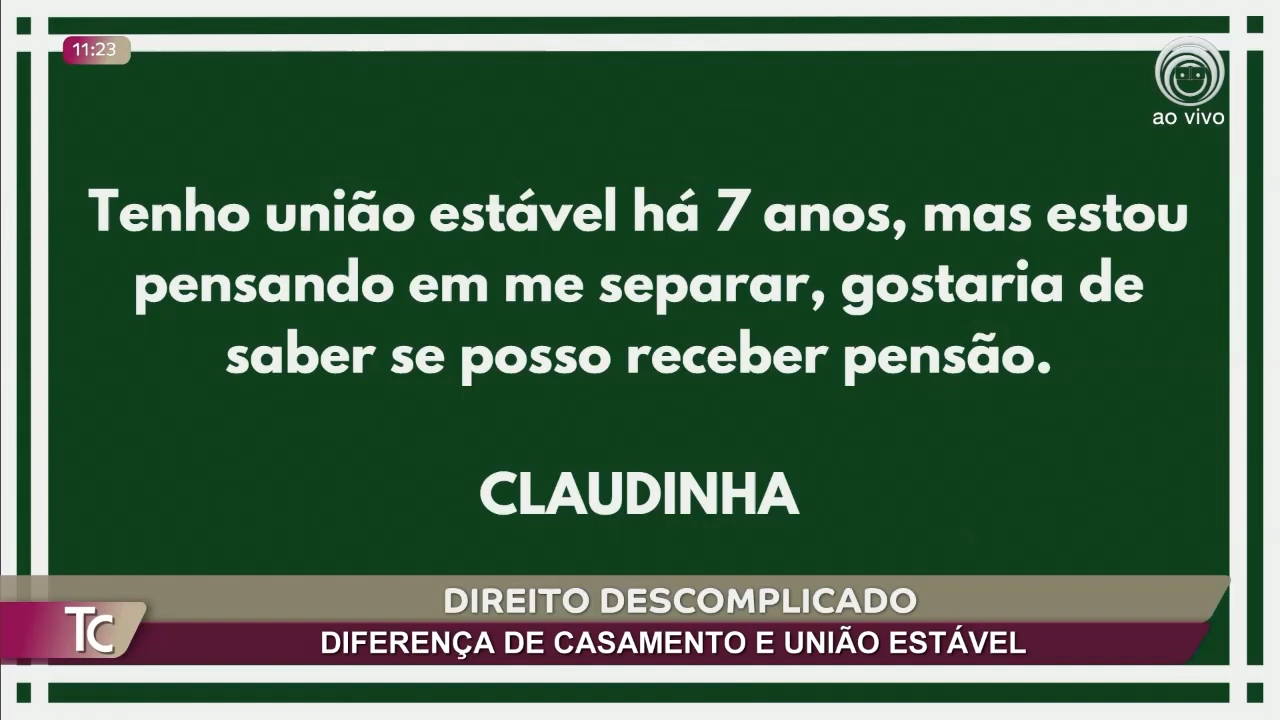 11:23
ao vivo
Tenho união estável há 7 anos, mas estou
pensando em me separar, gostaria de
saber se posso receber pensão.
CLAUDINHA
DIREITO DESCOMPLICADO
Tc
DIFERENÇA DE CASAMENTO E UNIÃO ESTÁVEL